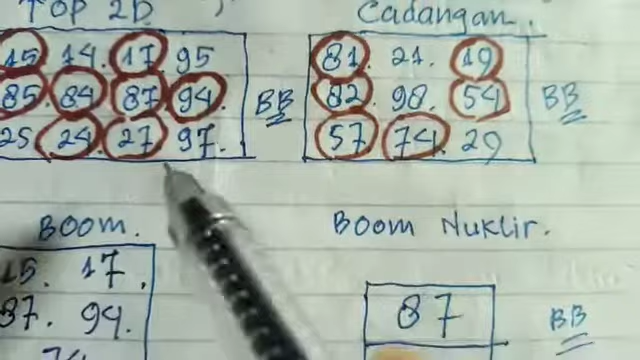 TOP 2D.
15 14. 17 95
85. 84 87 94.
25 24. 27 97.
BB
Cadangan.
81. 21. 19
82. 98. 54
57 74. 29
BB
BOOM.
15. 17.
87. 94.
BOOM Nuklir.
87
BB